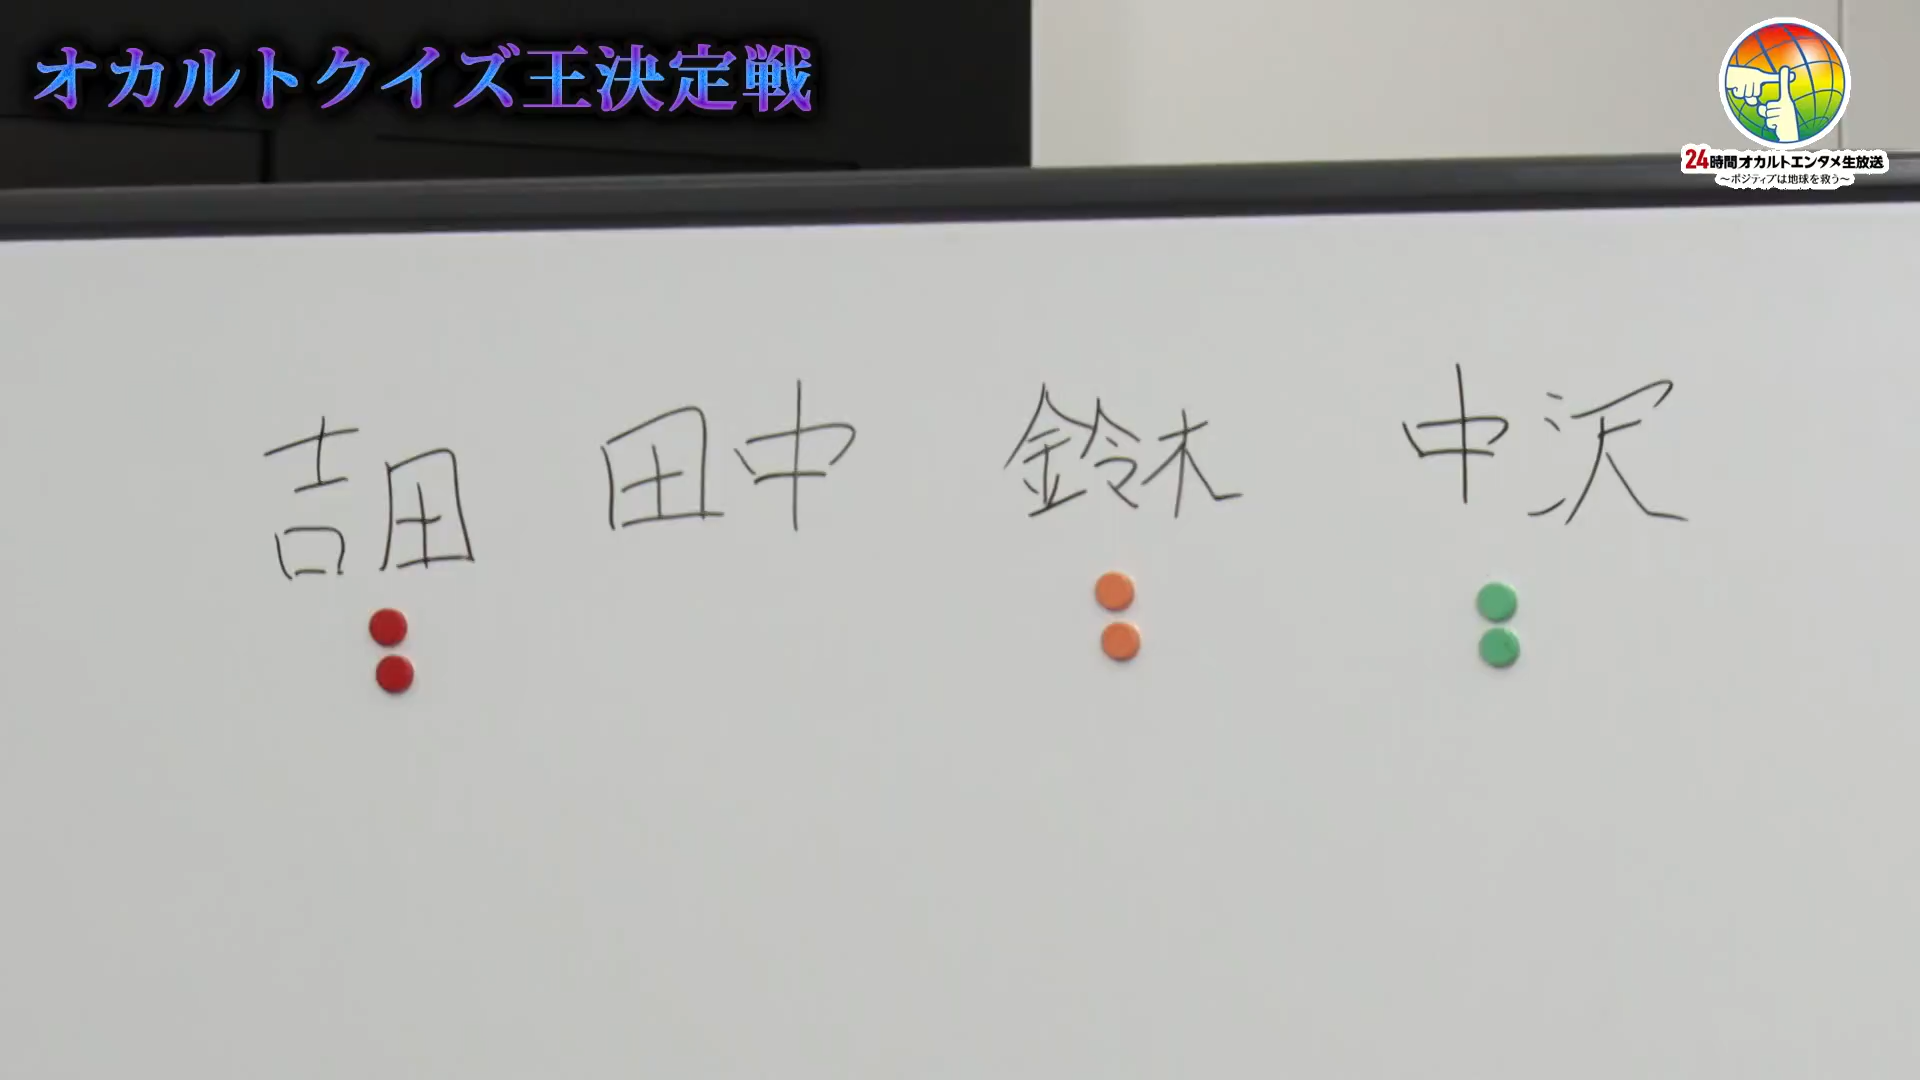 オカルトクイズ王決定戦
24時間オカルトエンタメ生放送
～ポジティブは地球を救う～
吉田 田中 鈴木 中沢